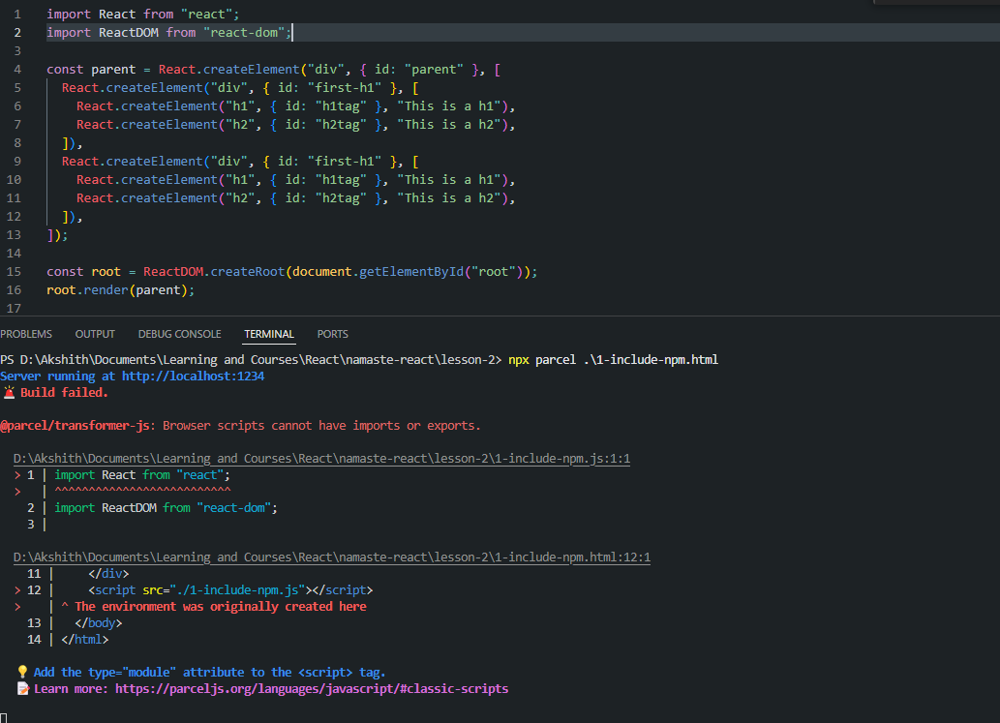 1 import React from "react";
2 import ReactDOM from "react-dom";
3
4 const parent = React.createElement("div", { id: "parent" }, [
5 React.createElement("div", { id: "first-h1" }, [
6 React.createElement("h1", { id: "h1tag" }, "This is a h1"),
7 React.createElement("h2", { id: "h2tag" }, "This is a h2"),
8 ]),
9 React.createElement("div", { id: "first-h1" }, [
10 React.createElement("h1", { id: "h1tag" }, "This is a h1"),
11 React.createElement("h2", { id: "h2tag" }, "This is a h2"),
12 ]),
13 ]);
14
15 const root = ReactDOM.createRoot(document.getElementById("root"));
16 root.render(parent);
17
PROBLEMS OUTPUT DEBUG CONSOLE TERMINAL PORTS
PS D:\Akshith\Documents\Learning and Courses\React\namaste-react\lesson-2> npx parcel .\1-include-npm.html
Server running at http://localhost:1234
🚨 Build failed.
@parcel/transformer-js: Browser scripts cannot have imports or exports.
D:\Akshith\Documents\Learning and Courses\React\namaste-react\lesson-2\1-include-npm.js:1:1
> 1 | import React from "react";
> | ^^^^^^^^^^^^^^^^^^^^^^^^^^
2 | import ReactDOM from "react-dom";
3 |
D:\Akshith\Documents\Learning and Courses\React\namaste-react\lesson-2\1-include-npm.html:12:1
11 | </div>
> 12 | <script src="./1-include-npm.js"></script>
> | ^ The environment was originally created here
13 | </body>
14 | </html>
💡 Add the type="module" attribute to the <script> tag.
📝 Learn more: https://parceljs.org/languages/javascript/#classic-scripts